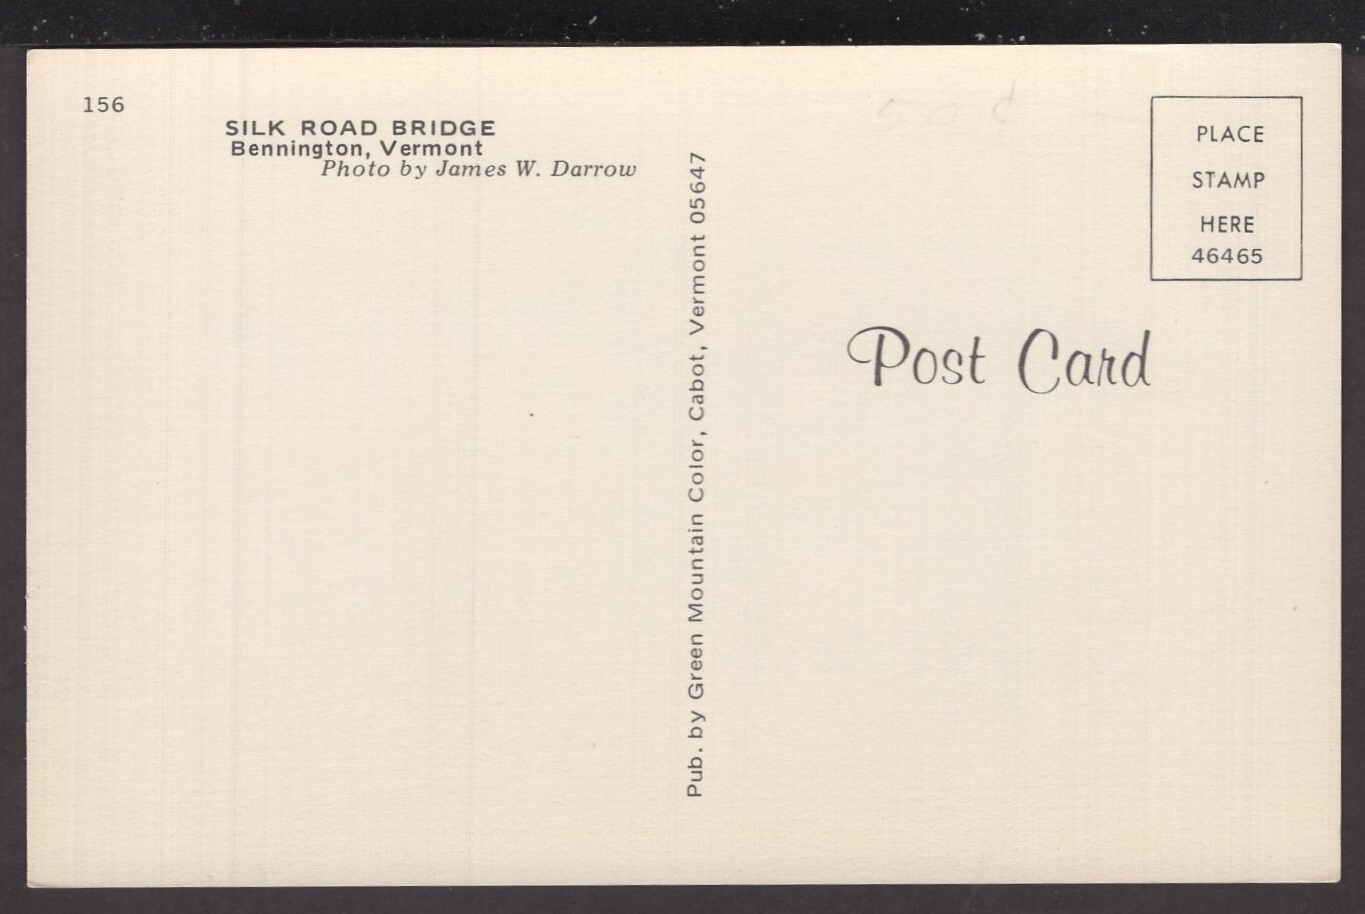 156
SILK ROAD BRIDGE
Bennington, Vermont
Photo by James W. Darrow
Pub. by Green Mountain Color, Cabot, Vermont 05647
50¢
PLACE
STAMP
HERE
46465
Post Card